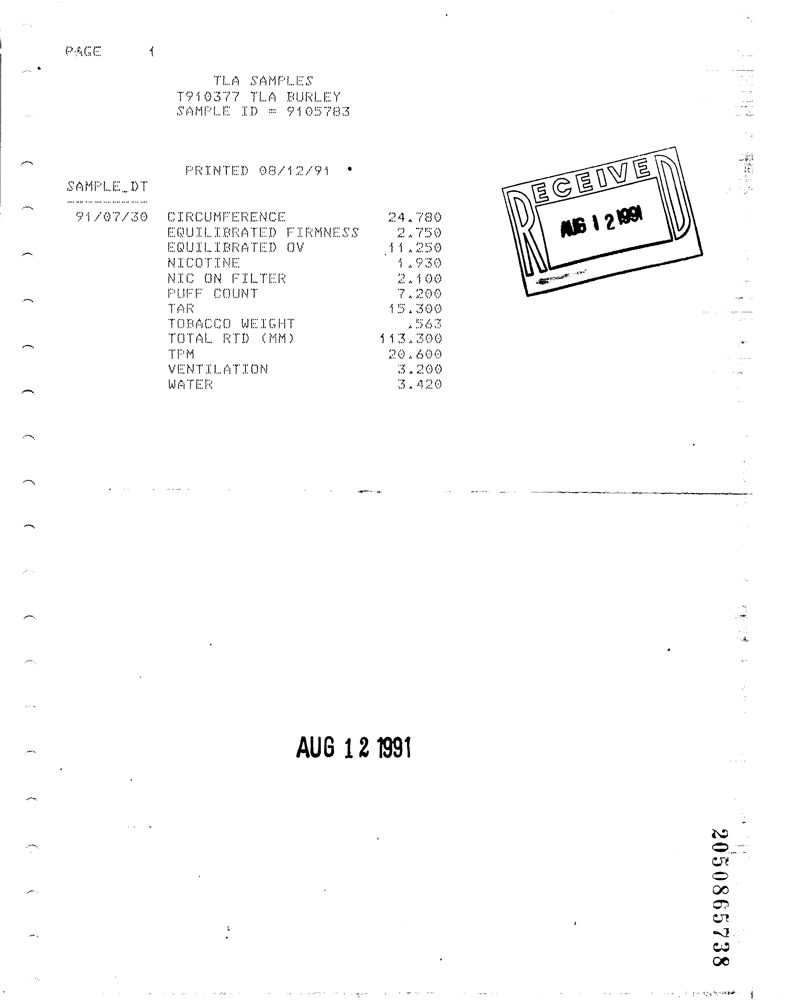 PAGE 1
TLA SAMPLES
T910377 TLA BURLEY
SAMPLE ID = 9105783
PRINTED 08/12/91
RECEIVED
AUG 12 1991
SAMPLE_DT
91/07/30 CIRCUMFERENCE 24.780
EQUILIBRATED FIRMNESS 2.750
EQUILIBRATED OV 11.250
NICOTINE 1.930
NIC ON FILTER 2.100
PUFF COUNT 7.200
TAR 15.300
TOBACCO WEIGHT .563
TOTAL RTD (MM) 113.300
TPM 20.600
VENTILATION 3.200
WATER 3.420
AUG 12 1991
2050865738